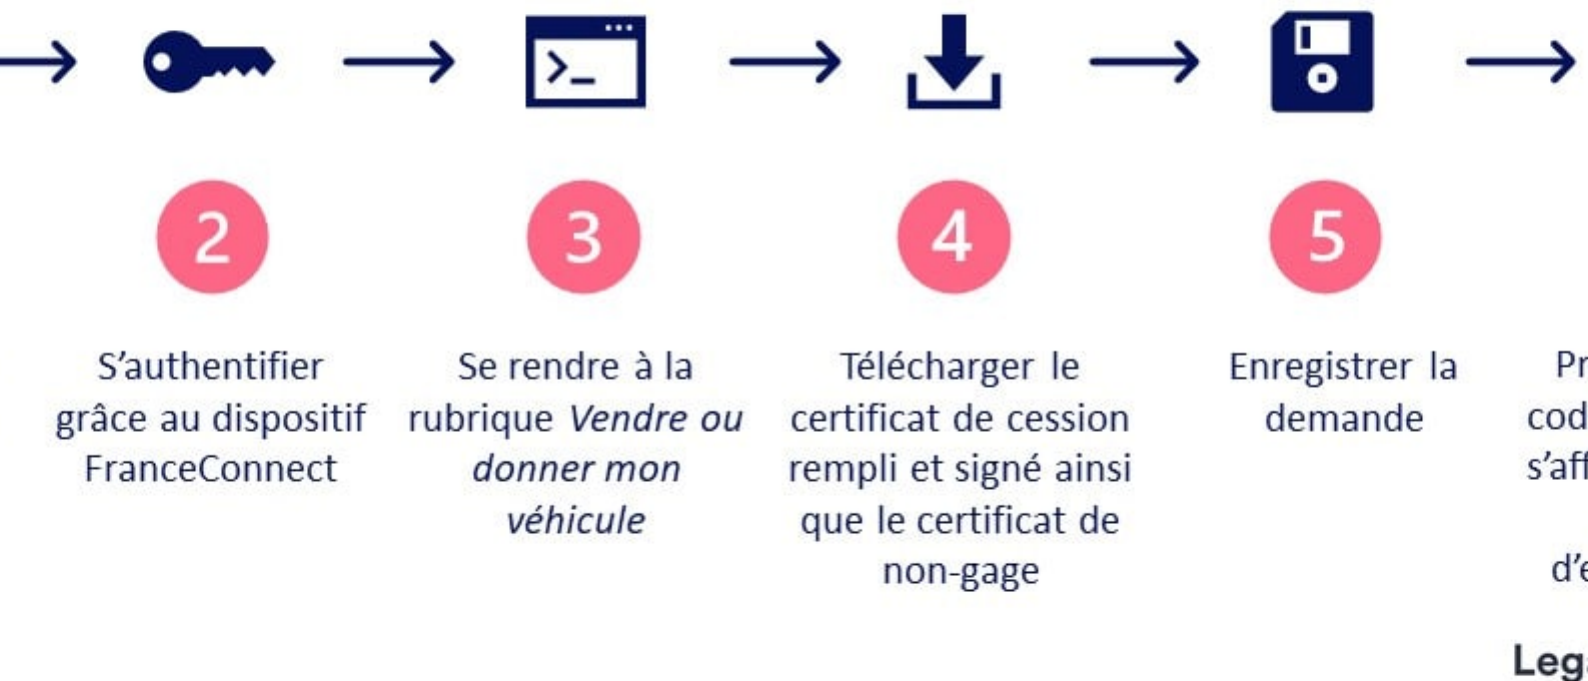 2
S'authentifier
grâce au dispositif
FranceConnect
3
Se rendre à la
rubrique Vendre ou
donner mon
véhicule
4
Télécharger le
certificat de cession
rempli et signé ainsi
que le certificat de
non-gage
5
Enregistrer la
demande